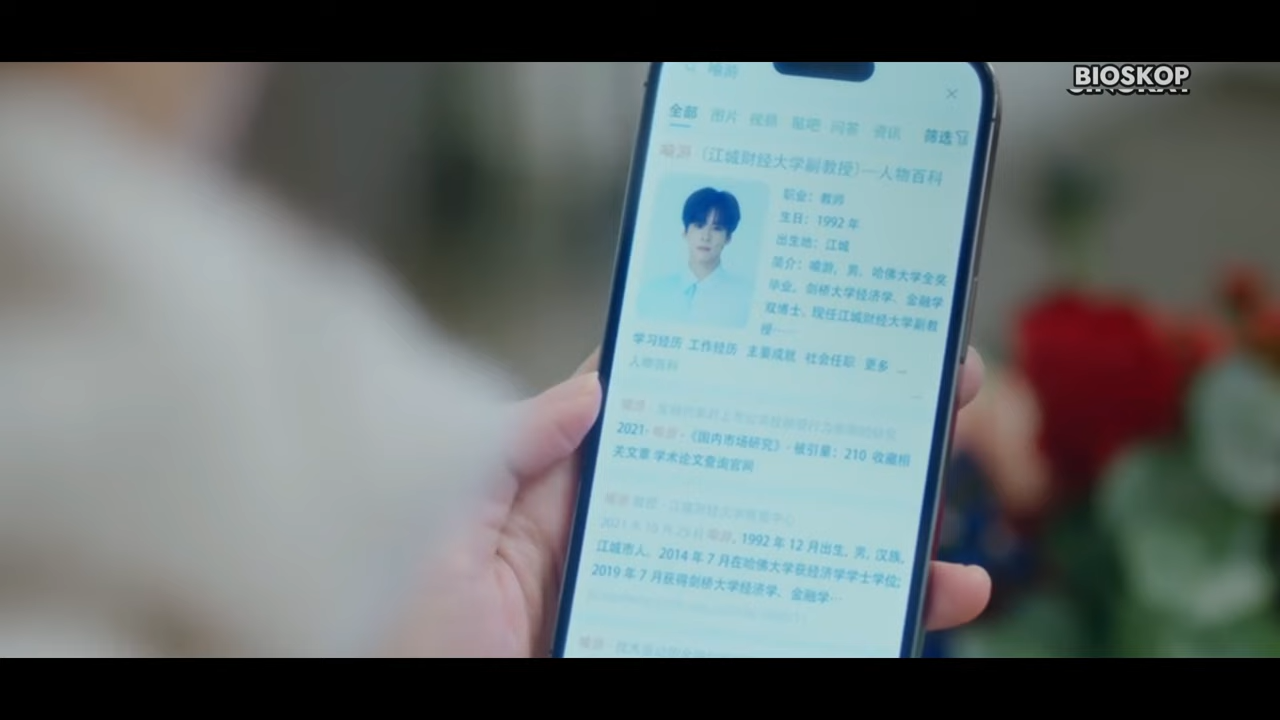 BIOSKOP
全部 图片 视频 贴吧 问答 资讯 筛选
（江城财经大学副教授）—人物百科
职业：教师
生日：1992 年
出生地：江城
简介：喻游，男，哈佛大学全奖
毕业，剑桥大学经济学、金融学
双博士，现任江城财经大学副教
授……
学习经历 工作经历 主要成就 社会任职 更多
人物百科
2021- 喻游 -《国内市场研究》- 被引量：210 收藏相
关文章 学术论文查询官网
2021 年 10 月 25 日 喻游, 1992 年 12 月出生, 男, 汉族,
江城市人。2014 年 7 月在哈佛大学获经济学学士学位;
2019 年 7 月获得剑桥大学经济学、金融学…